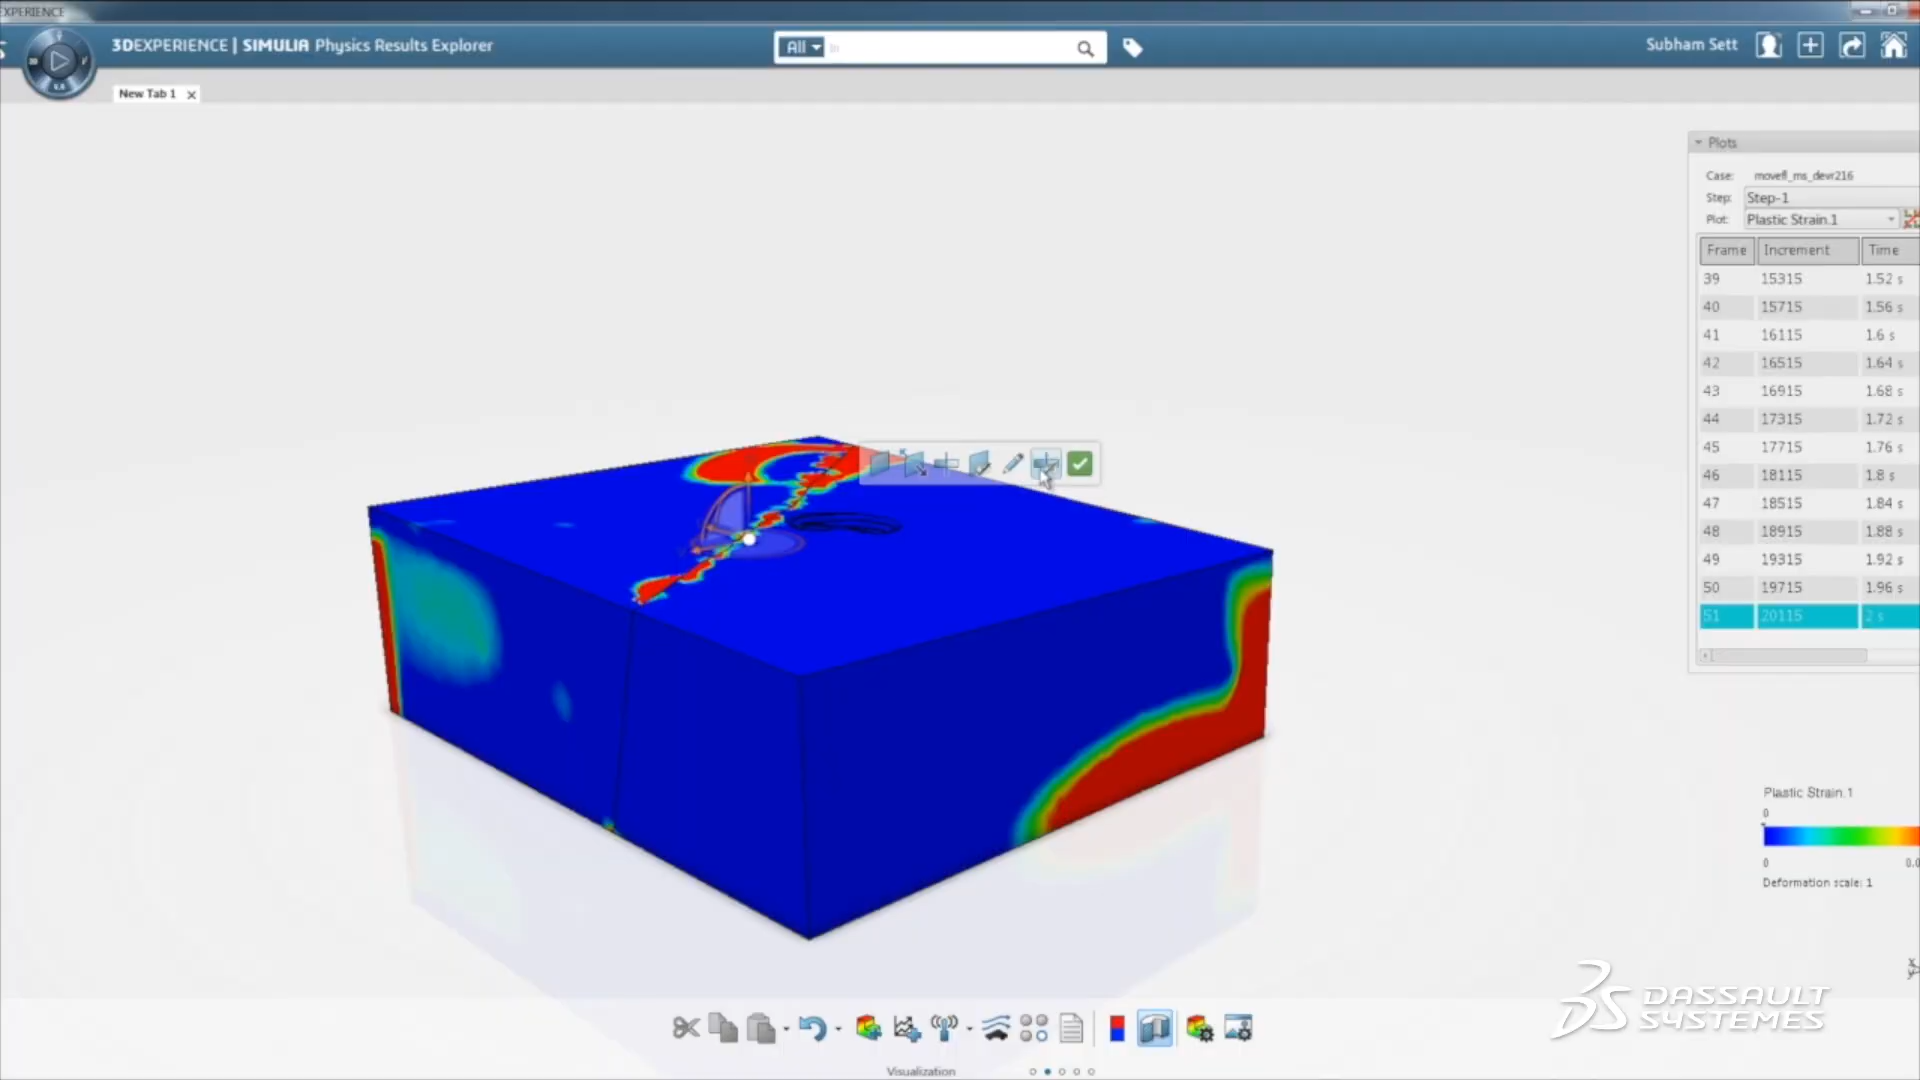 EXPERIENCE
3DEXPERIENCE | SIMULIA Physics Results Explorer
All
Subham Sett
New Tab 1
Plots
Case: movefl_ms_devr216
Step: Step-1
Plot: Plastic Strain.1
Frame Increment Time
39 15315 1.52 s
40 15715 1.56 s
41 16115 1.6 s
42 16515 1.64 s
43 16915 1.68 s
44 17315 1.72 s
45 17715 1.76 s
46 18115 1.8 s
47 18515 1.84 s
48 18915 1.88 s
49 19315 1.92 s
50 19715 1.96 s
51 20115 2 s
Plastic Strain.1
0
0 0.0
Deformation scale: 1
DASSAULT
SYSTEMES
Visualization